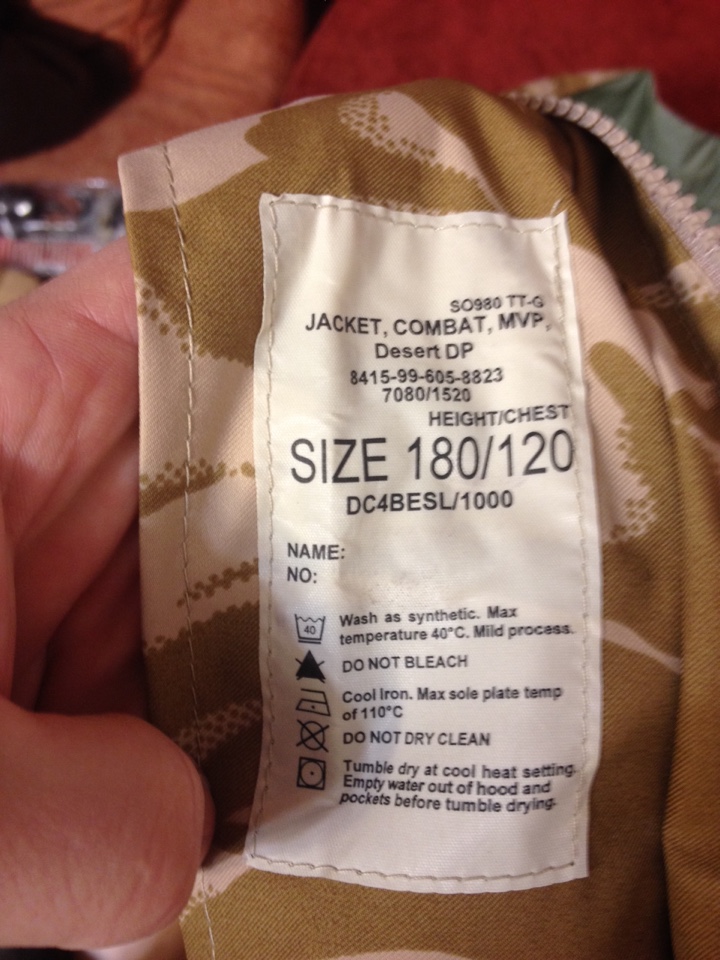 SO980 TT-G
JACKET, COMBAT, MVP,
Desert DP
8415-99-605-8823
7080/1520
HEIGHT/CHEST
SIZE 180/120
DC4BESL/1000
NAME:
NO:
40
Wash as synthetic. Max
temperature 40°C. Mild process.
DO NOT BLEACH
Cool Iron. Max sole plate temp
of 110°C
DO NOT DRY CLEAN
Tumble dry at cool heat setting.
Empty water out of hood and
pockets before tumble drying.